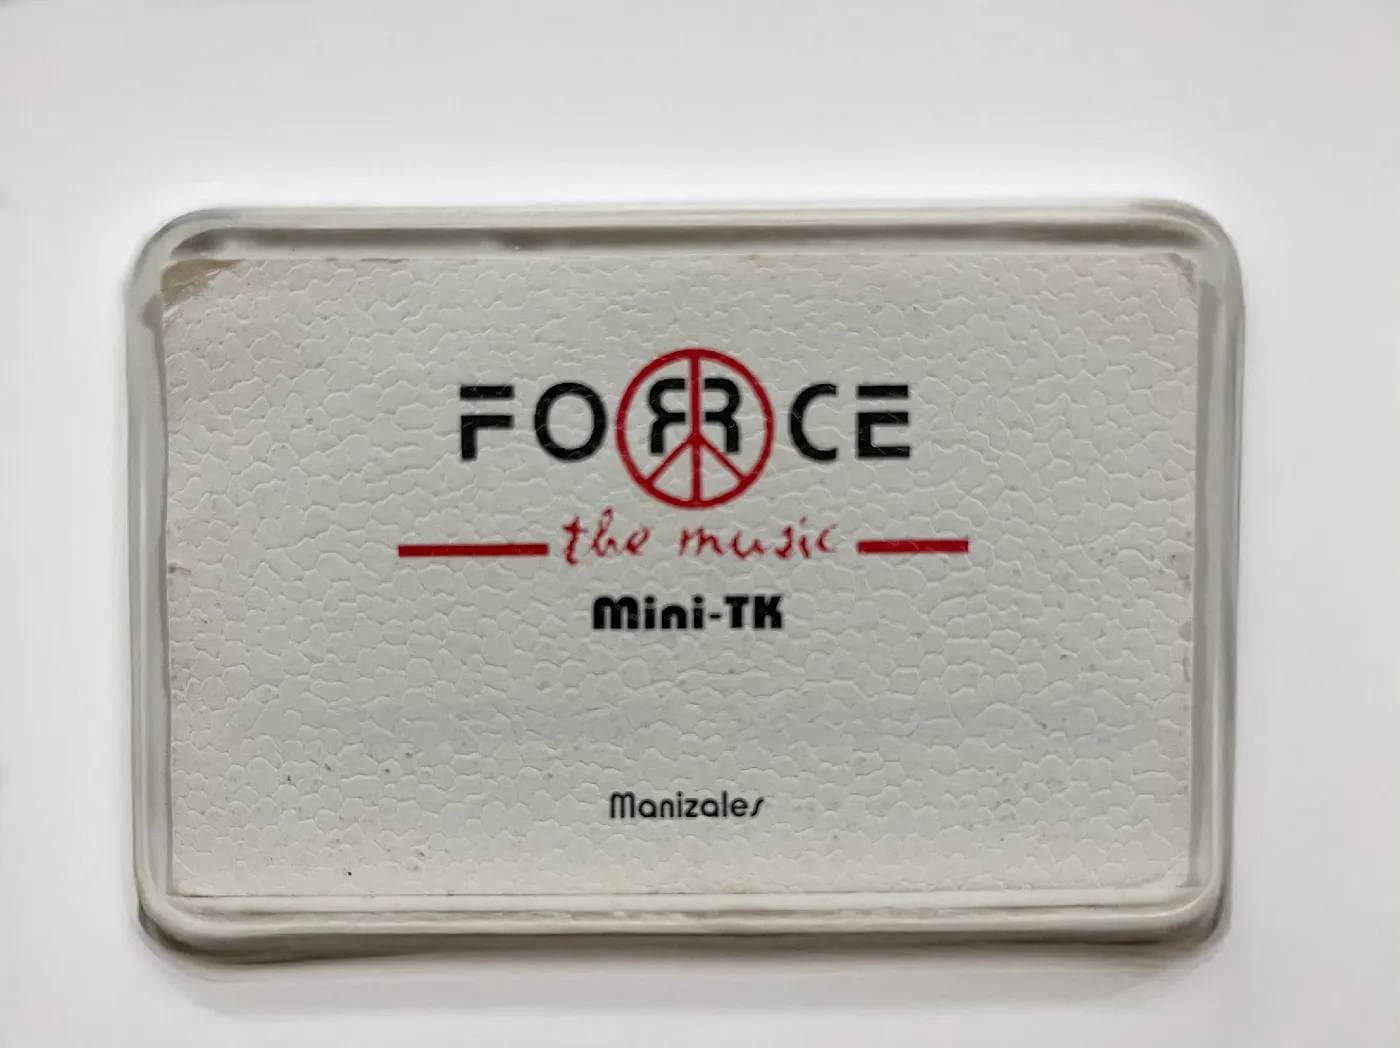 FORRCE
the music
Mini-TK
Manizales